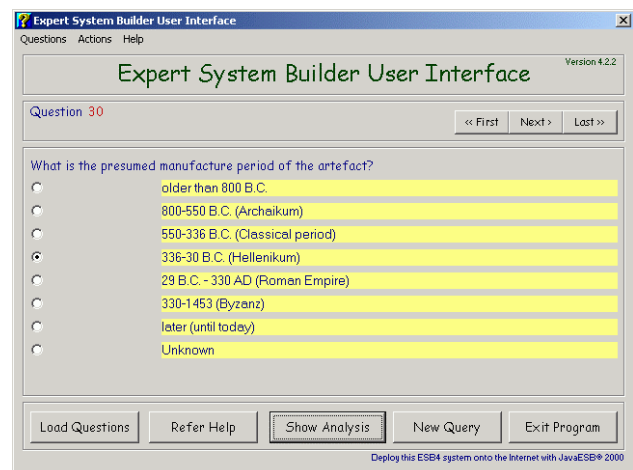 Expert System Builder User Interface
Questions Actions Help
Expert System Builder User Interface
Version 4.2.2
Question 30
<< First Next > Last >>
What is the presumed manufacture period of the artefact?
older than 800 B.C.
800-550 B.C. (Archaikum)
550-336 B.C. (Classical period)
336-30 B.C. (Hellenikum)
29 B.C. - 330 AD (Roman Empire)
330-1453 (Byzanz)
later (until today)
Unknown
Load Questions Refer Help Show Analysis New Query Exit Program
Deploy this ESB4 system onto the Internet with JavaESB® 2000